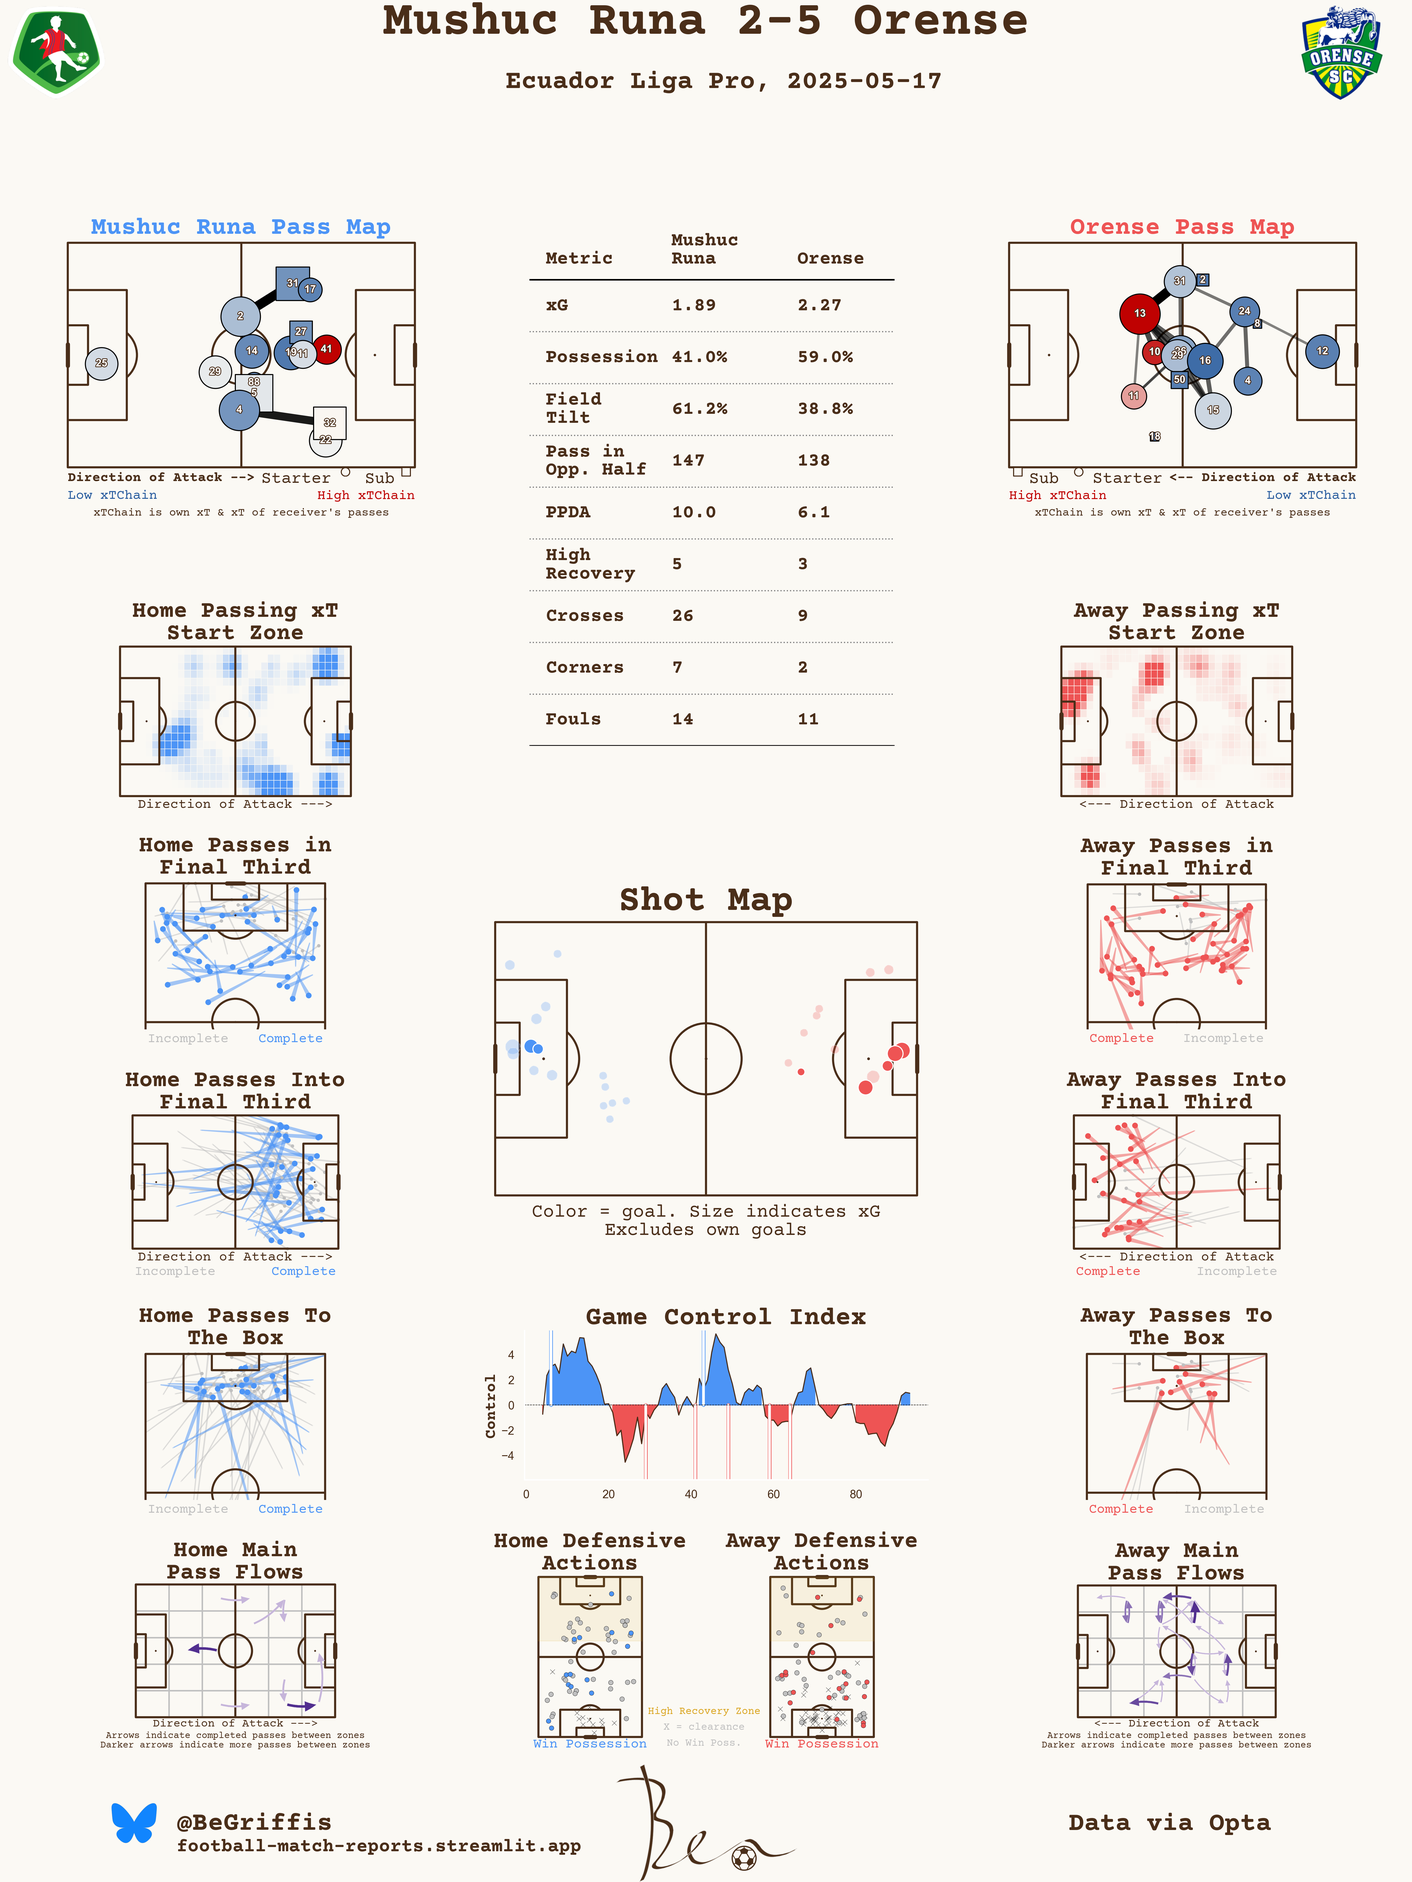 Mushuc Runa 2-5 Orense
Ecuador Liga Pro, 2025-05-17
ORENSE
SC
Mushuc Runa Pass Map
31
17
2
27
14
19
11
41
25
29
88
5
4
32
22
Direction of Attack --> Starter Sub
Low xTChain High xTChain
xTChain is own xT & xT of receiver's passes
Metric Mushuc Runa Orense
xG 1.89 2.27
Possession 41.0% 59.0%
Field Tilt 61.2% 38.8%
Pass in Opp. Half 147 138
PPDA 10.0 6.1
High Recovery 5 3
Crosses 26 9
Corners 7 2
Fouls 14 11
Orense Pass Map
31
2
13
24
8
10
29
16
12
50
4
11
15
18
Sub Starter <-- Direction of Attack
High xTChain Low xTChain
xTChain is own xT & xT of receiver's passes
Home Passing xT
Start Zone
Direction of Attack --->
Away Passing xT
Start Zone
<--- Direction of Attack
Home Passes in
Final Third
Incomplete Complete
Away Passes in
Final Third
Complete Incomplete
Shot Map
Color = goal. Size indicates xG
Excludes own goals
Home Passes Into
Final Third
Direction of Attack --->
Incomplete Complete
Away Passes Into
Final Third
<--- Direction of Attack
Complete Incomplete
Home Passes To
The Box
Incomplete Complete
Game Control Index
Control
4
2
0
−2
−4
0 20 40 60 80
Away Passes To
The Box
Complete Incomplete
Home Main
Pass Flows
Direction of Attack --->
Arrows indicate completed passes between zones
Darker arrows indicate more passes between zones
Home Defensive
Actions
Win Possession
Away Defensive
Actions
Win Possession
High Recovery Zone
X = clearance
No Win Poss.
Away Main
Pass Flows
<--- Direction of Attack
Arrows indicate completed passes between zones
Darker arrows indicate more passes between zones
@BeGriffis
football-match-reports.streamlit.app
Ben
Data via Opta